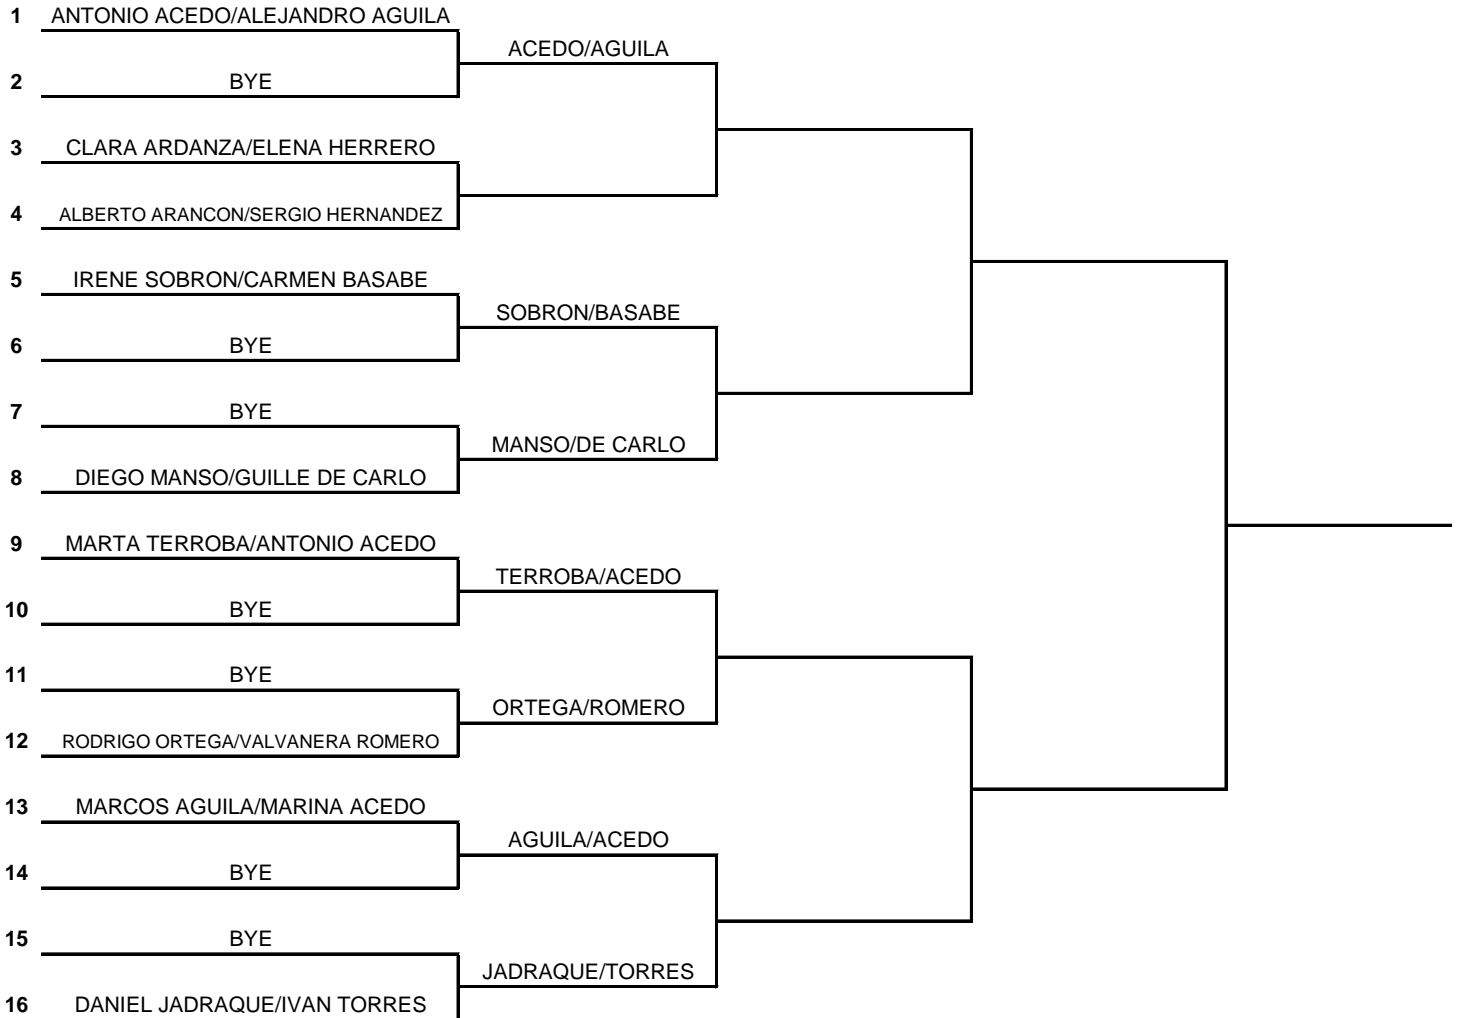 1 ANTONIO ACEDO/ALEJANDRO AGUILA
ACEDO/AGUILA
2 BYE
3 CLARA ARDANZA/ELENA HERRERO
4 ALBERTO ARANCON/SERGIO HERNANDEZ
5 IRENE SOBRON/CARMEN BASABE
SOBRON/BASABE
6 BYE
7 BYE
MANSO/DE CARLO
8 DIEGO MANSO/GUILLE DE CARLO
9 MARTA TERROBA/ANTONIO ACEDO
TERROBA/ACEDO
10 BYE
11 BYE
ORTEGA/ROMERO
12 RODRIGO ORTEGA/VALVANERA ROMERO
13 MARCOS AGUILA/MARINA ACEDO
AGUILA/ACEDO
14 BYE
15 BYE
JADRAQUE/TORRES
16 DANIEL JADRAQUE/IVAN TORRES